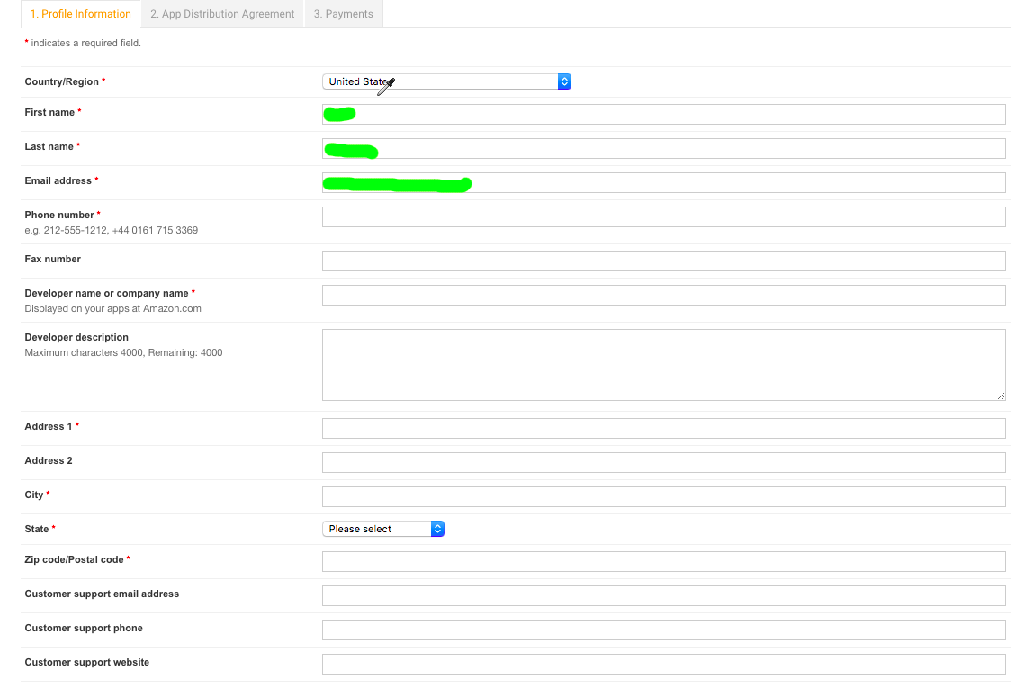 1. Profile Information 2. App Distribution Agreement 3. Payments
* indicates a required field.
Country/Region * United States
First name *
Last name *
Email address *
Phone number *
e.g. 212-555-1212, +44 0161 715 3369
Fax number
Developer name or company name *
Displayed on your apps at Amazon.com
Developer description
Maximum characters 4000, Remaining: 4000
Address 1 *
Address 2
City *
State * Please select
Zip code/Postal code *
Customer support email address
Customer support phone
Customer support website